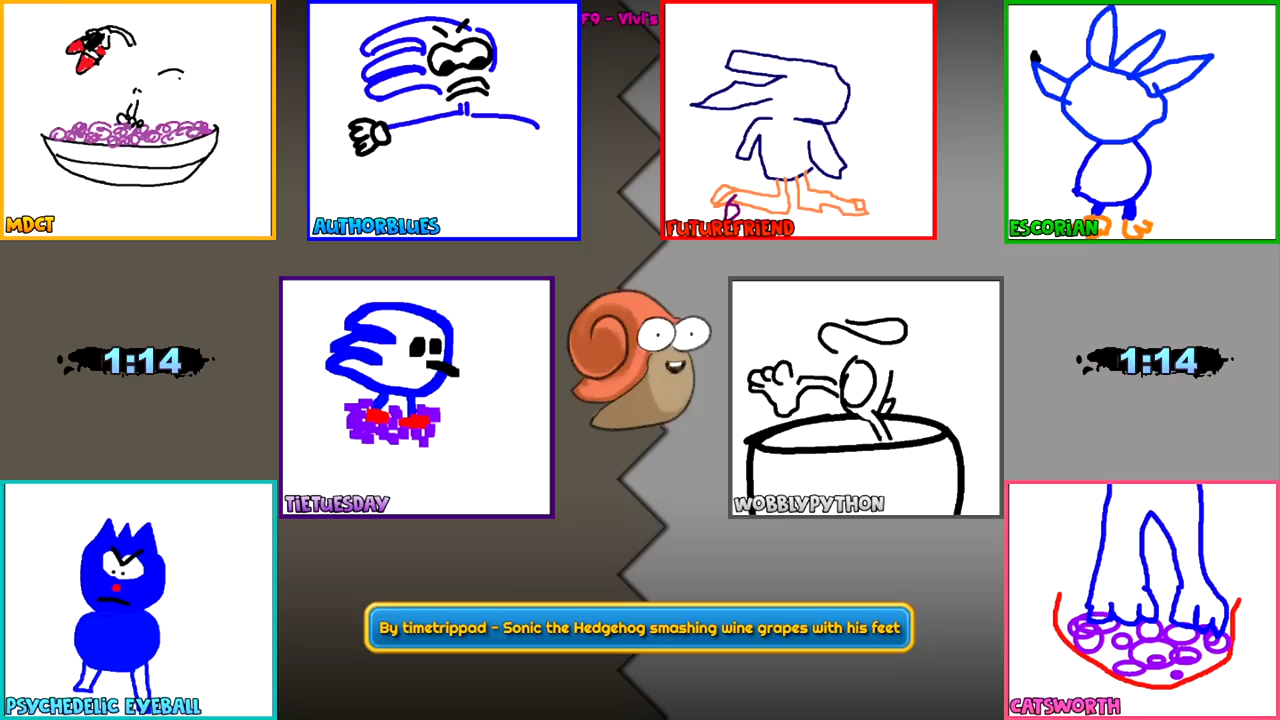 F9 - Vivi's
MDCT
AUTHORBLUES
FUTUREFRIEND
ESCORIAN
1:14
1:14
TIETUESDAY
WOBBLYPYTHON
By timetrippad - Sonic the Hedgehog smashing wine grapes with his feet
PSYCHEDELIC EYEBALL
CATSWORTH